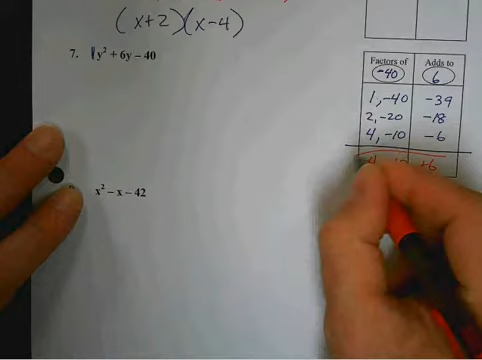 (x+2)(x-4)
7. y² + 6y – 40
Factors of -40 Adds to 6
1, -40 -39
2, -20 -18
4, -10 -6
+6
x² – x – 42